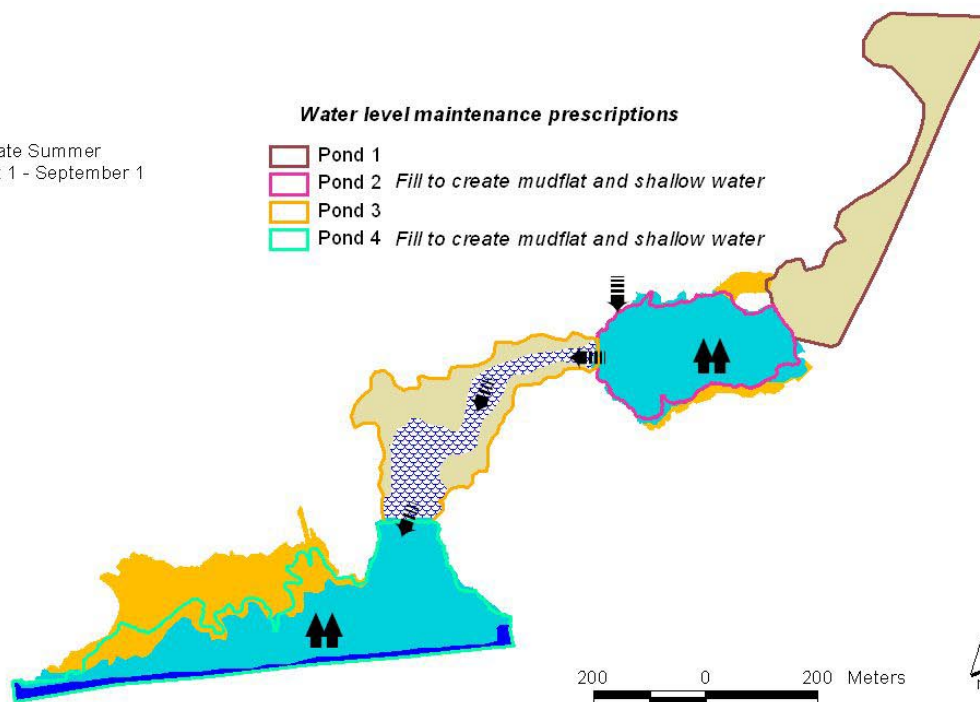 Water level maintenance prescriptions
ate Summer
1 - September 1
Pond 1
Pond 2 Fill to create mudflat and shallow water
Pond 3
Pond 4 Fill to create mudflat and shallow water
200 0 200 Meters